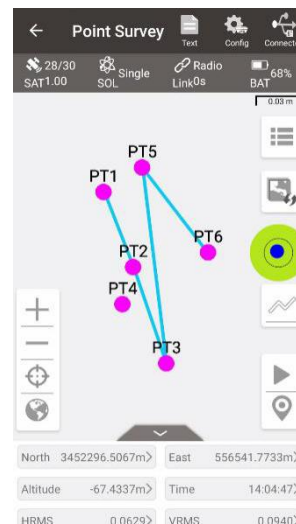 Point Survey
Text Config Connecto
28/30 Single Radio
SAT1.00 SOL Link0s BAT 68%
0.03 m
PT5
PT1
PT6
PT2
PT4
PT3
North 3452296.5067m East 556541.7733m
Altitude -67.4337m Time 14:04:47
HRMS 0.0629 VRMS 0.0940